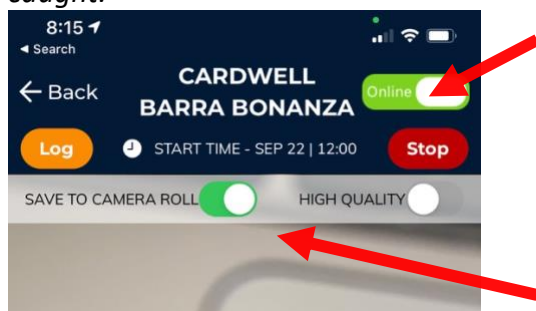 8:15
◄ Search
← Back
CARDWELL
BARRA BONANZA
Online
Log
START TIME - SEP 22 | 12:00
Stop
SAVE TO CAMERA ROLL
HIGH QUALITY